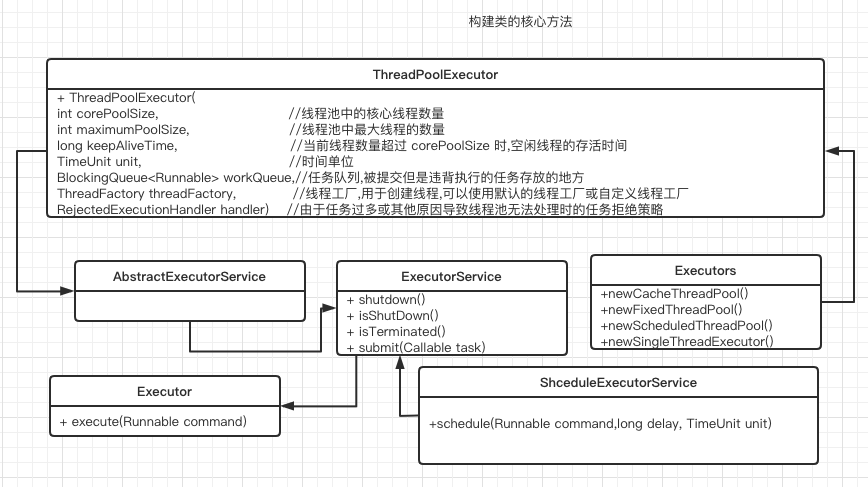 构建类的核心方法
ThreadPoolExecutor
+ ThreadPoolExecutor(
int corePoolSize, //线程池中的核心线程数量
int maximumPoolSize, //线程池中最大线程的数量
long keepAliveTime, //当前线程数量超过 corePoolSize 时,空闲线程的存活时间
TimeUnit unit, //时间单位
BlockingQueue<Runnable> workQueue,//任务队列,被提交但是违背执行的任务存放的地方
ThreadFactory threadFactory, //线程工厂,用于创建线程,可以使用默认的线程工厂或自定义线程工厂
RejectedExecutionHandler handler) //由于任务过多或其他原因导致线程池无法处理时的任务拒绝策略
AbstractExecutorService
ExecutorService
+ shutdown()
+ isShutDown()
+ isTerminated()
+ submit(Callable task)
Executors
+newCacheThreadPool()
+newFixedThreadPool()
+newScheduledThreadPool()
+newSingleThreadExecutor()
Executor
+ execute(Runnable command)
ShceduleExecutorService
+schedule(Runnable command,long delay, TimeUnit unit)